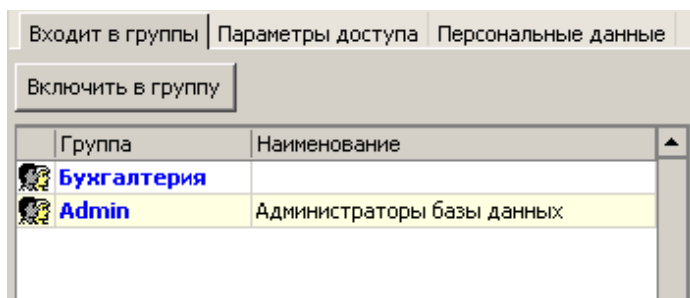 Входит в группы Параметры доступа Персональные данные
Включить в группу
Группа Наименование
Бухгалтерия
Admin Администраторы базы данных